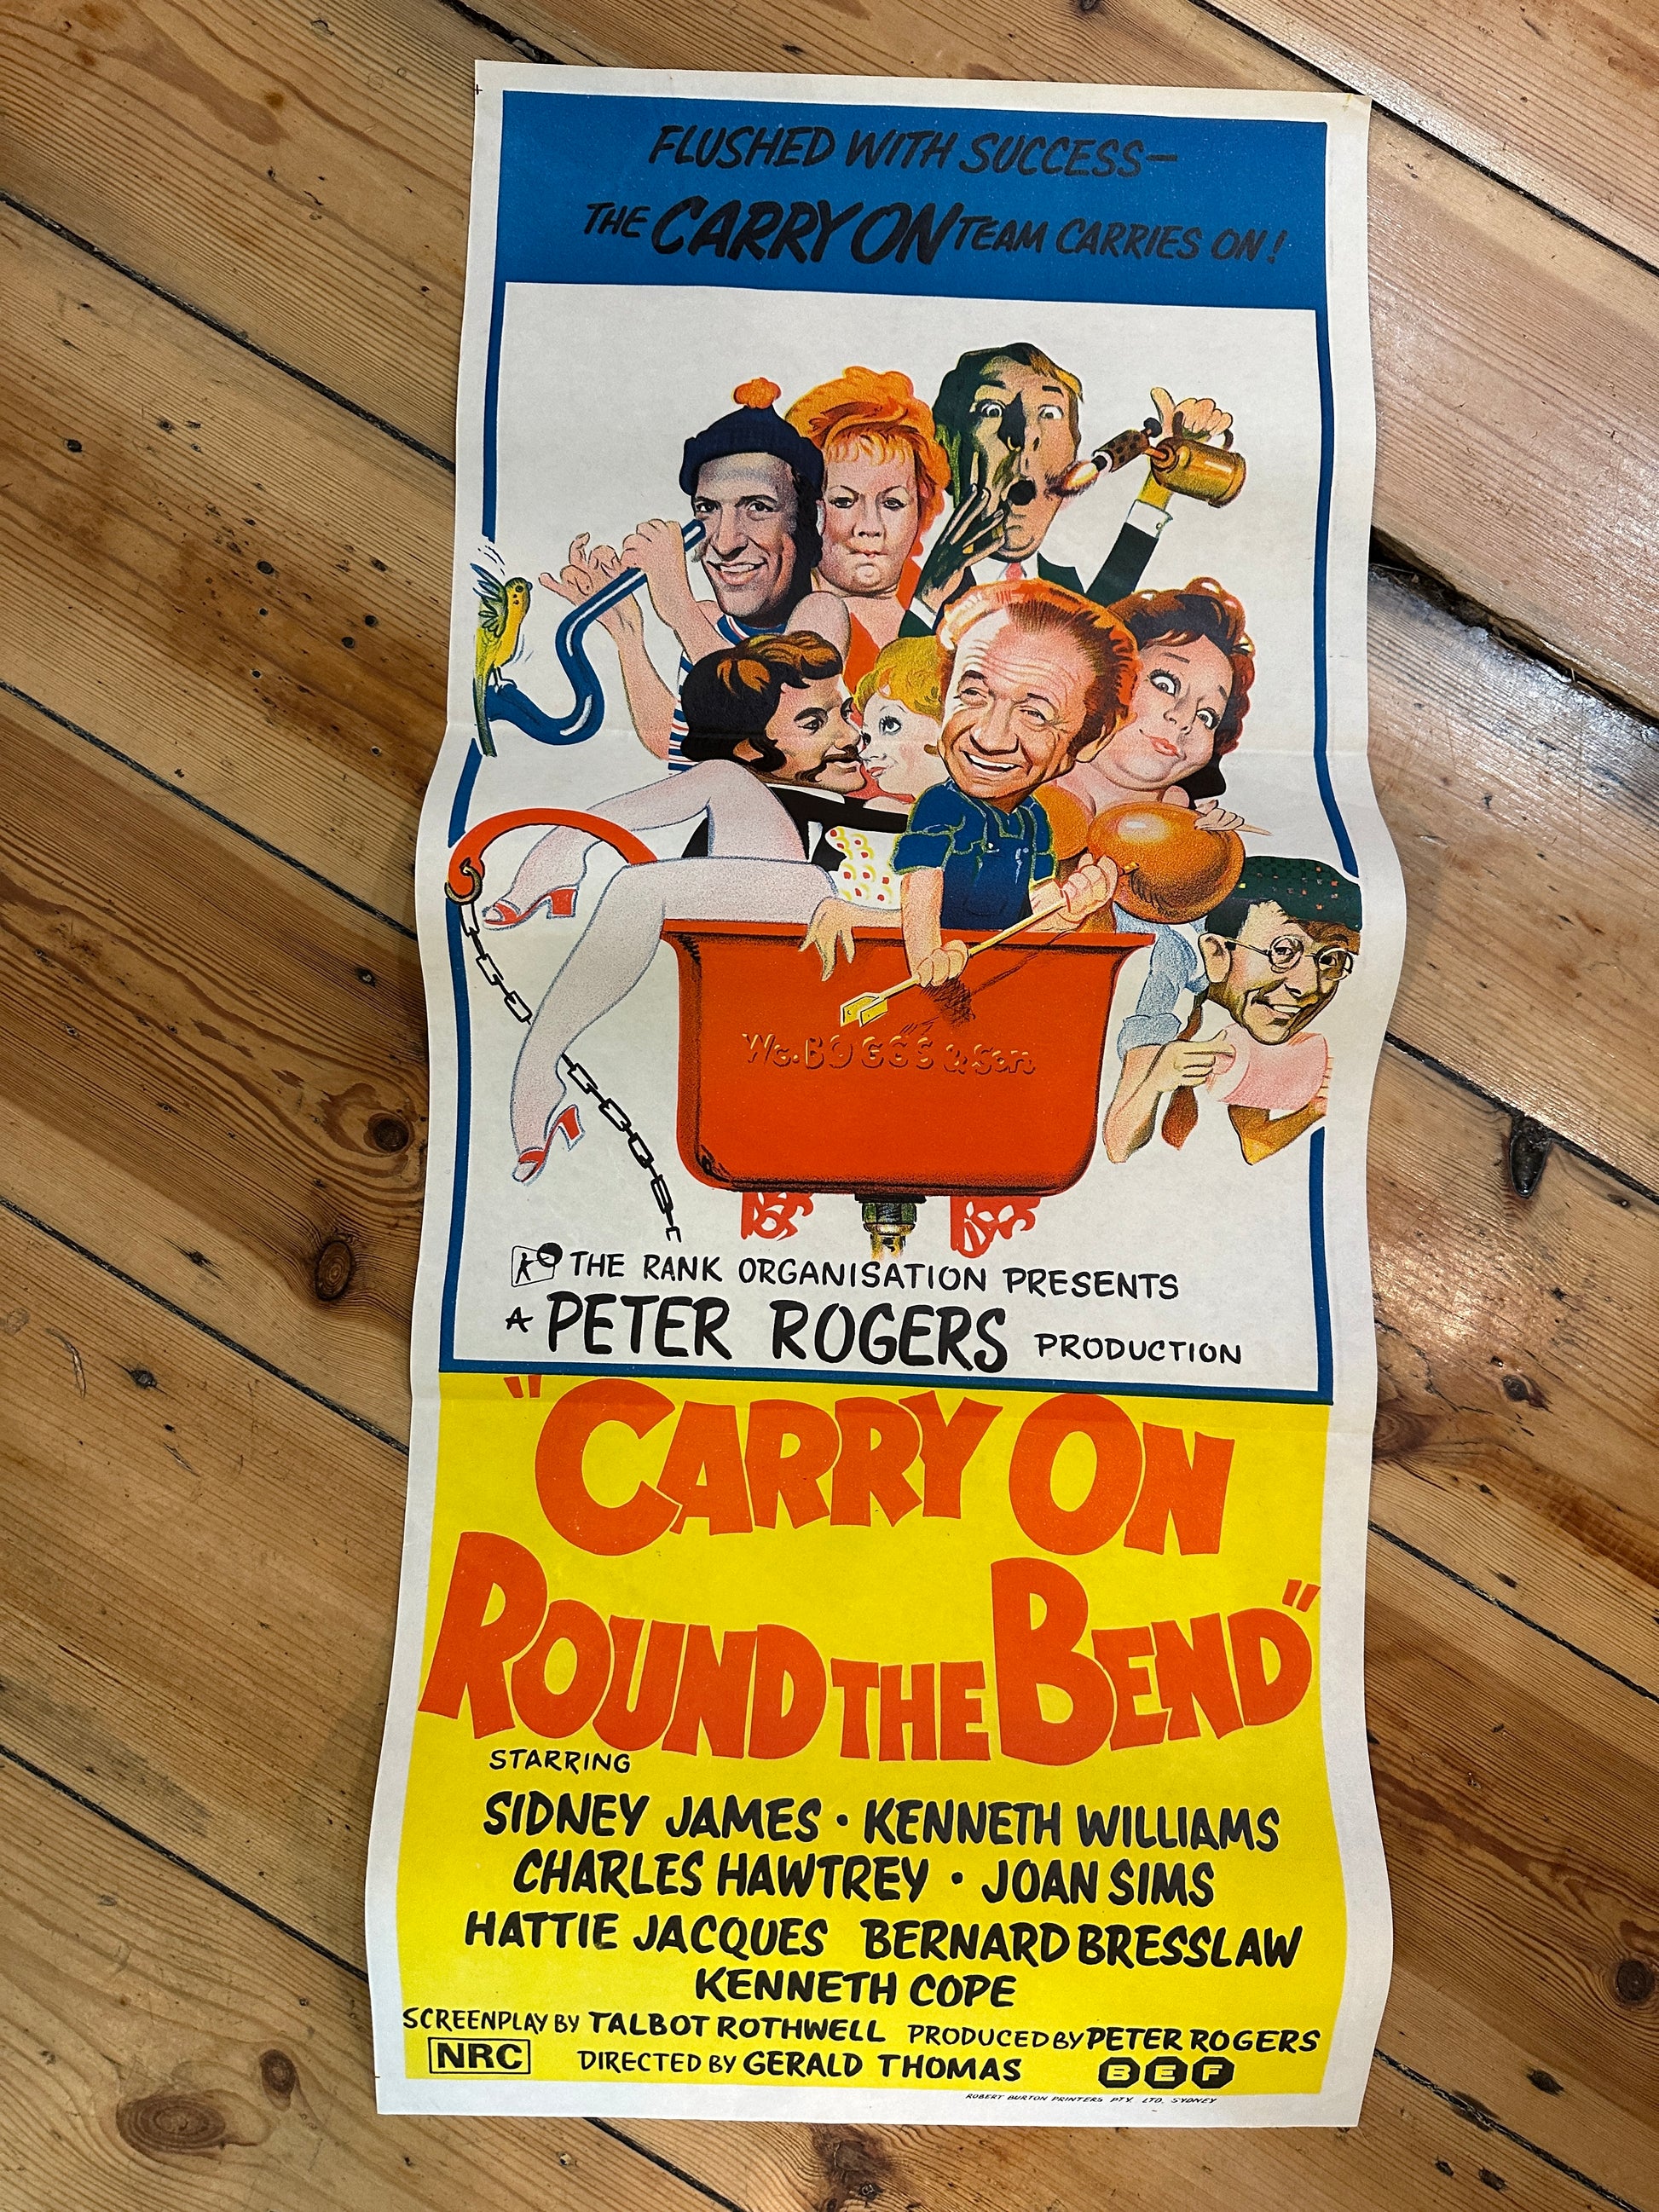 FLUSHED WITH SUCCESS—
THE CARRY ON TEAM CARRIES ON!
Wc. BOGGS & Son
THE RANK ORGANISATION PRESENTS
A PETER ROGERS PRODUCTION
"CARRY ON
ROUND THE BEND"
STARRING
SIDNEY JAMES · KENNETH WILLIAMS
CHARLES HAWTREY · JOAN SIMS
HATTIE JACQUES BERNARD BRESSLAW
KENNETH COPE
SCREENPLAY BY TALBOT ROTHWELL PRODUCED BY PETER ROGERS
NRC DIRECTED BY GERALD THOMAS BEF
ROBERT BURTON PRINTERS PTY. LTD. SYDNEY